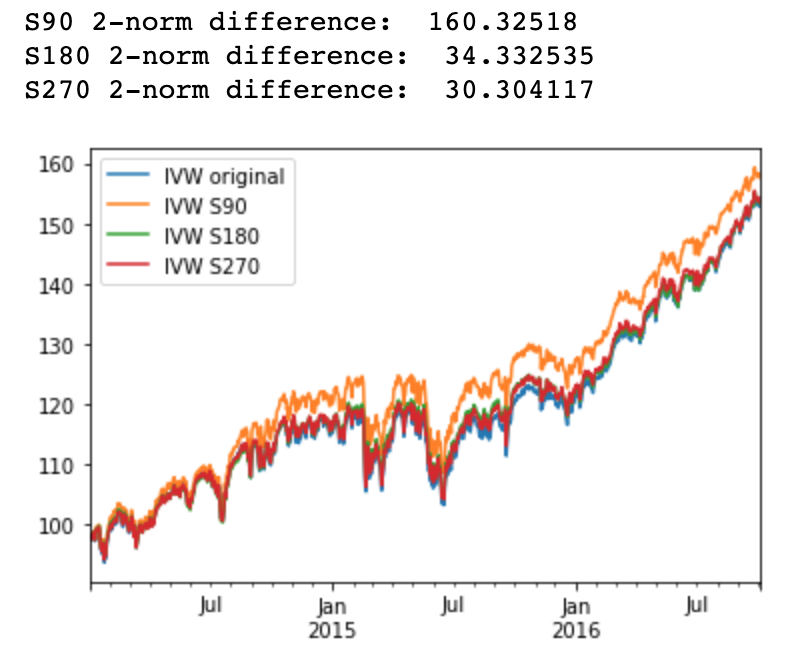 S90 2-norm difference:  160.32518
S180 2-norm difference:  34.332535
S270 2-norm difference:  30.304117
160
150
140
130
120
110
100
IVW original
IVW S90
IVW S180
IVW S270
Jul
Jan
2015
Jul
Jan
2016
Jul